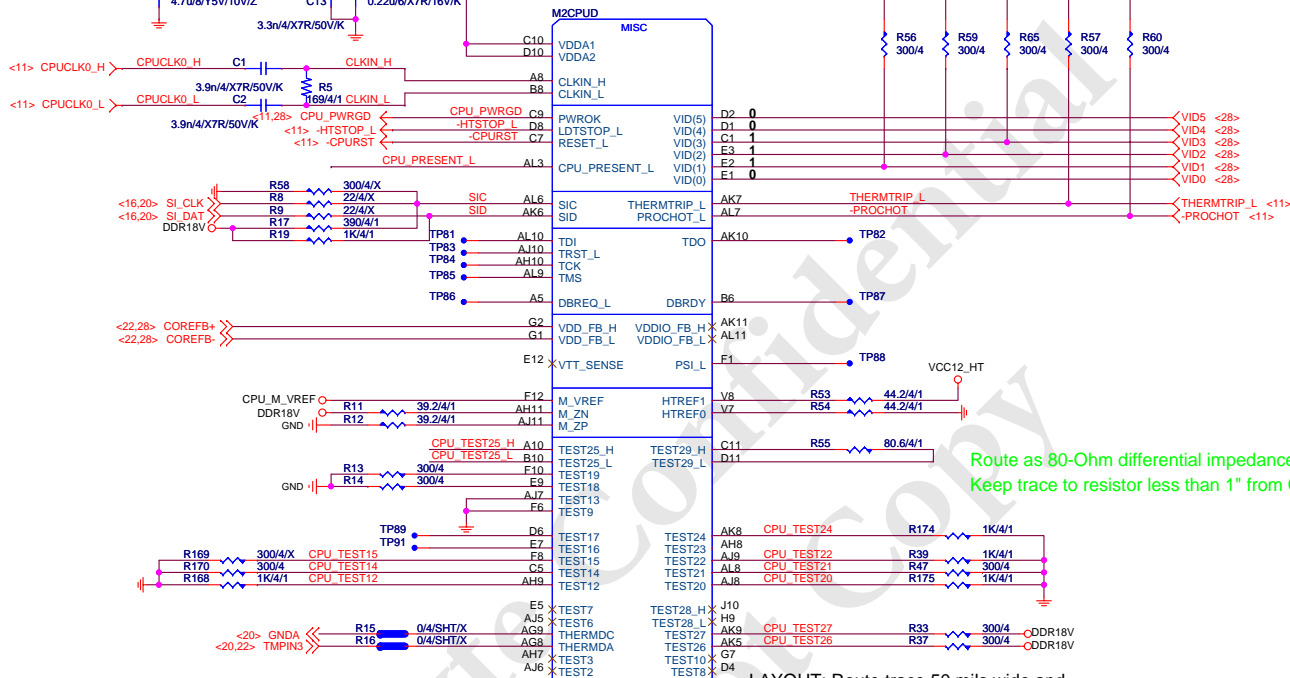 4.7u/8/Y5V/10V/Z
C13
0.22u/6/X7R/16V/K
3.3n/4/X7R/50V/K
M2CPUD
MISC
R56
300/4
R59
300/4
R65
300/4
R57
300/4
R60
300/4
C10
VDDA1
D10
VDDA2
<11> CPUCLK0_H
CPUCLK0_H
C1
CLKIN_H
A8
CLKIN_H
3.9n/4/X7R/50V/K
R5
169/4/1
B8
CLKIN_L
<11> CPUCLK0_L
CPUCLK0_L
C2
CLKIN_L
3.9n/4/X7R/50V/K
<11,28> CPU_PWRGD
CPU_PWRGD
C9
PWROK
<11> -HTSTOP_L
-HTSTOP_L
D8
LDTSTOP_L
<11> -CPURST
-CPURST
C7
RESET_L
CPU_PRESENT_L
AL3
CPU_PRESENT_L
VID(5)
D2
0
VID5 <28>
VID(4)
D1
0
VID4 <28>
VID(3)
C1
1
VID3 <28>
VID(2)
E3
1
VID2 <28>
VID(1)
E2
1
VID1 <28>
VID(0)
E1
0
VID0 <28>
R58
300/4/X
<16,20> SI_CLK
R8
22/4/X
SIC
AL6
SIC
<16,20> SI_DAT
R9
22/4/X
SID
AK6
SID
DDR18V
R17
390/4/1
R19
1K/4/1
THERMTRIP_L
AK7
THERMTRIP_L
THERMTRIP_L <11>
PROCHOT_L
AL7
-PROCHOT
-PROCHOT <11>
TP81
AL10
TDI
TP83
AJ10
TRST_L
TP84
AH10
TCK
TP85
AL9
TMS
TDO
AK10
TP82
TP86
A5
DBREQ_L
DBRDY
B6
TP87
<22,28> COREFB+
G2
VDD_FB_H
<22,28> COREFB-
G1
VDD_FB_L
VDDIO_FB_H
AK11
VDDIO_FB_L
AL11
E12
VTT_SENSE
PSI_L
F1
TP88
VCC12_HT
CPU_M_VREF
F12
M_VREF
DDR18V
R11
39.2/4/1
AH11
M_ZN
GND
R12
39.2/4/1
AJ11
M_ZP
HTREF1
V8
R53
44.2/4/1
HTREF0
V7
R54
44.2/4/1
CPU_TEST25_H
A10
TEST25_H
CPU_TEST25_L
B10
TEST25_L
R13
300/4
F10
TEST19
GND
R14
300/4
E9
TEST18
AJ7
TEST13
F6
TEST9
TEST29_H
C11
R55
80.6/4/1
TEST29_L
D11
Route as 80-Ohm differential impedance
Keep trace to resistor less than 1" from
TP89
D6
TEST17
TP91
E7
TEST16
R169
300/4/X
CPU_TEST15
F8
TEST15
R170
300/4
CPU_TEST14
C5
TEST14
R168
1K/4/1
CPU_TEST12
AH9
TEST12
TEST24
AK8
CPU_TEST24
R174
1K/4/1
TEST23
AH8
TEST22
AJ9
CPU_TEST22
R39
1K/4/1
TEST21
AL8
CPU_TEST21
R47
300/4
TEST20
AJ8
CPU_TEST20
R175
1K/4/1
E5
TEST7
AJ5
TEST6
<20> GNDA
R15
0/4/SHT/X
AG9
THERMDC
<20,22> TMPIN3
R16
0/4/SHT/X
AG8
THERMDA
AH7
TEST3
AJ6
TEST2
TEST28_H
J10
TEST28_L
H9
TEST27
AK9
CPU_TEST27
R33
300/4
DDR18V
TEST26
AK5
CPU_TEST26
R37
300/4
DDR18V
TEST10
G7
TEST8
D4
LAYOUT: Route trace 50 mils wide and
Confidential
Copy